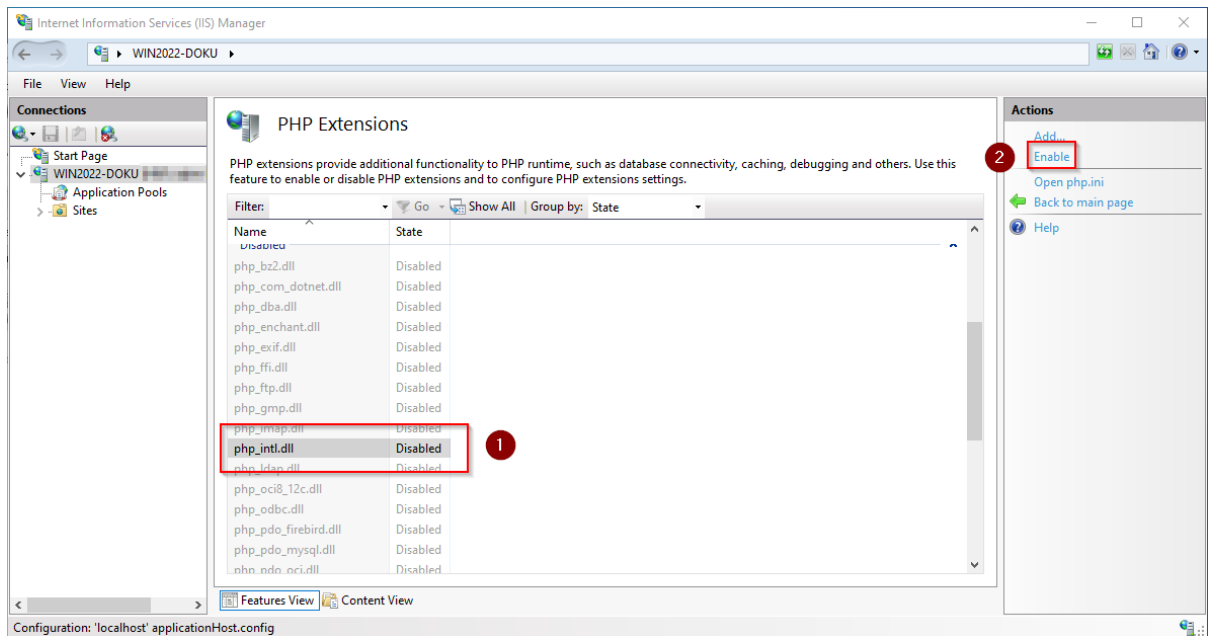 Internet Information Services (IIS) Manager
WIN2022-DOKU
File View Help
Connections
Start Page
WIN2022-DOKU
Application Pools
Sites
PHP Extensions
PHP extensions provide additional functionality to PHP runtime, such as database connectivity, caching, debugging and others. Use this
feature to enable or disable PHP extensions and to configure PHP extensions settings.
Filter: Go Show All Group by: State
Name State
Disabled
php_bz2.dll Disabled
php_com_dotnet.dll Disabled
php_dba.dll Disabled
php_enchant.dll Disabled
php_exif.dll Disabled
php_ffi.dll Disabled
php_ftp.dll Disabled
php_gmp.dll Disabled
php_imap.dll Disabled
php_intl.dll Disabled
1
php_ldap.dll Disabled
php_oci8_12c.dll Disabled
php_odbc.dll Disabled
php_pdo_firebird.dll Disabled
php_pdo_mysql.dll Disabled
php_pdo_oci.dll Disabled
Features View Content View
Actions
Add...
2
Enable
Open php.ini
Back to main page
Help
Configuration: 'localhost' applicationHost.config